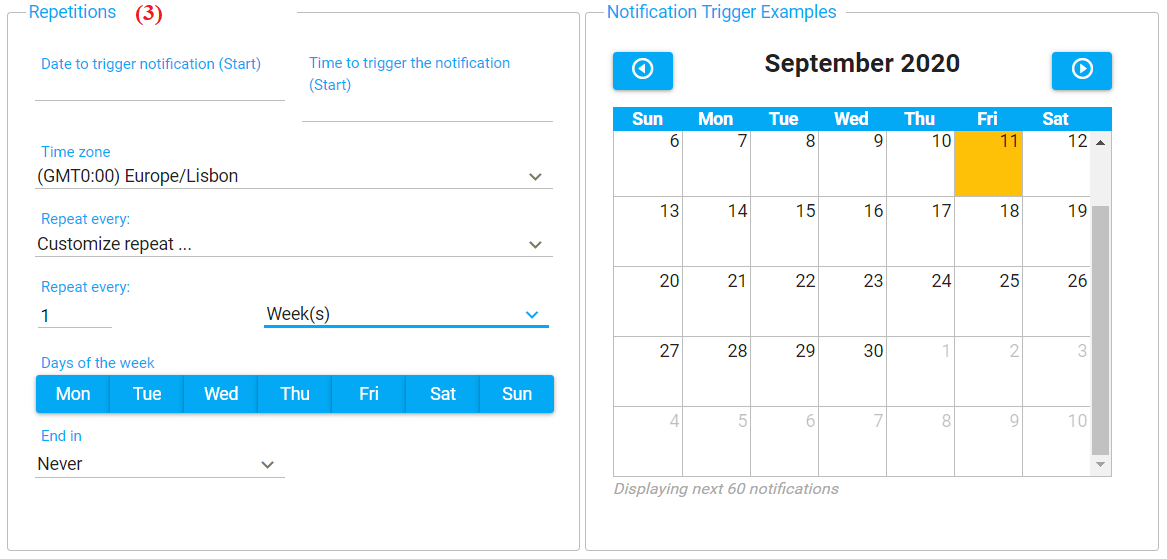 Repetitions (3)
Date to trigger notification (Start)
Time to trigger the notification
(Start)
Time zone
(GMT0:00) Europe/Lisbon
Repeat every:
Customize repeat ...
Repeat every:
1 Week(s)
Days of the week
Mon Tue Wed Thu Fri Sat Sun
End in
Never
Notification Trigger Examples
September 2020
Sun Mon Tue Wed Thu Fri Sat
6 7 8 9 10 11 12
13 14 15 16 17 18 19
20 21 22 23 24 25 26
27 28 29 30 1 2 3
4 5 6 7 8 9 10
Displaying next 60 notifications